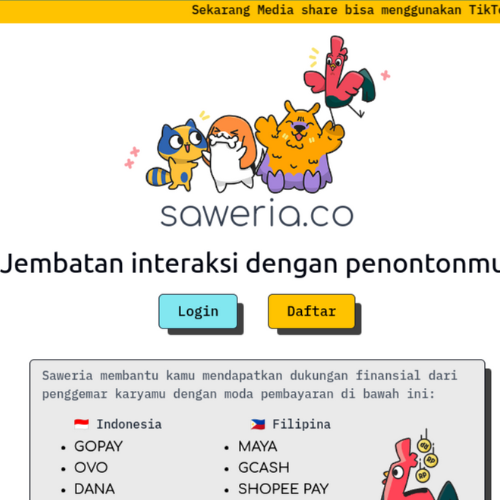 Sekarang Media share bisa menggunakan TikTo
saweria.co
Jembatan interaksi dengan penontonmu
Login
Daftar
Saweria membantu kamu mendapatkan dukungan finansial dari
penggemar karyamu dengan moda pembayaran di bawah ini:
🇮🇩 Indonesia
GOPAY
OVO
DANA
🇵🇭 Filipina
MAYA
GCASH
SHOPEE PAY